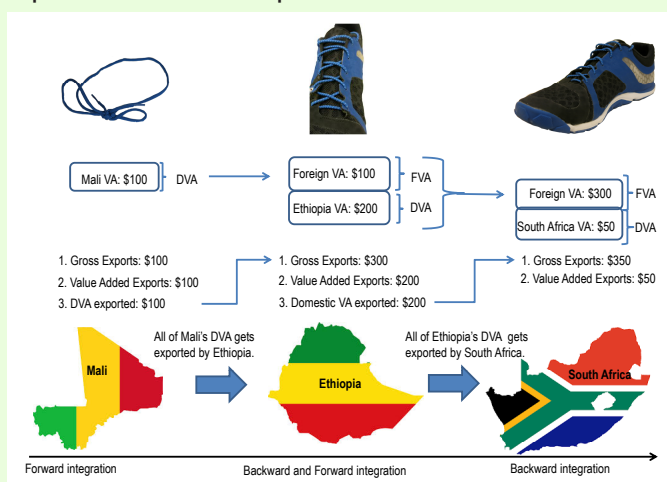 Mali VA: $100
DVA
Foreign VA: $100
FVA
Ethiopia VA: $200
DVA
Foreign VA: $300
FVA
South Africa VA: $50
DVA
1. Gross Exports: $100
2. Value Added Exports: $100
3. DVA exported: $100
1. Gross Exports: $300
2. Value Added Exports: $200
3. Domestic VA exported: $200
1. Gross Exports: $350
2. Value Added Exports: $50
All of Mali's DVA gets
exported by Ethiopia.
All of Ethiopia's DVA gets
exported by South Africa.
Mali
Ethiopia
South Africa
Forward integration
Backward and Forward integration
Backward integration